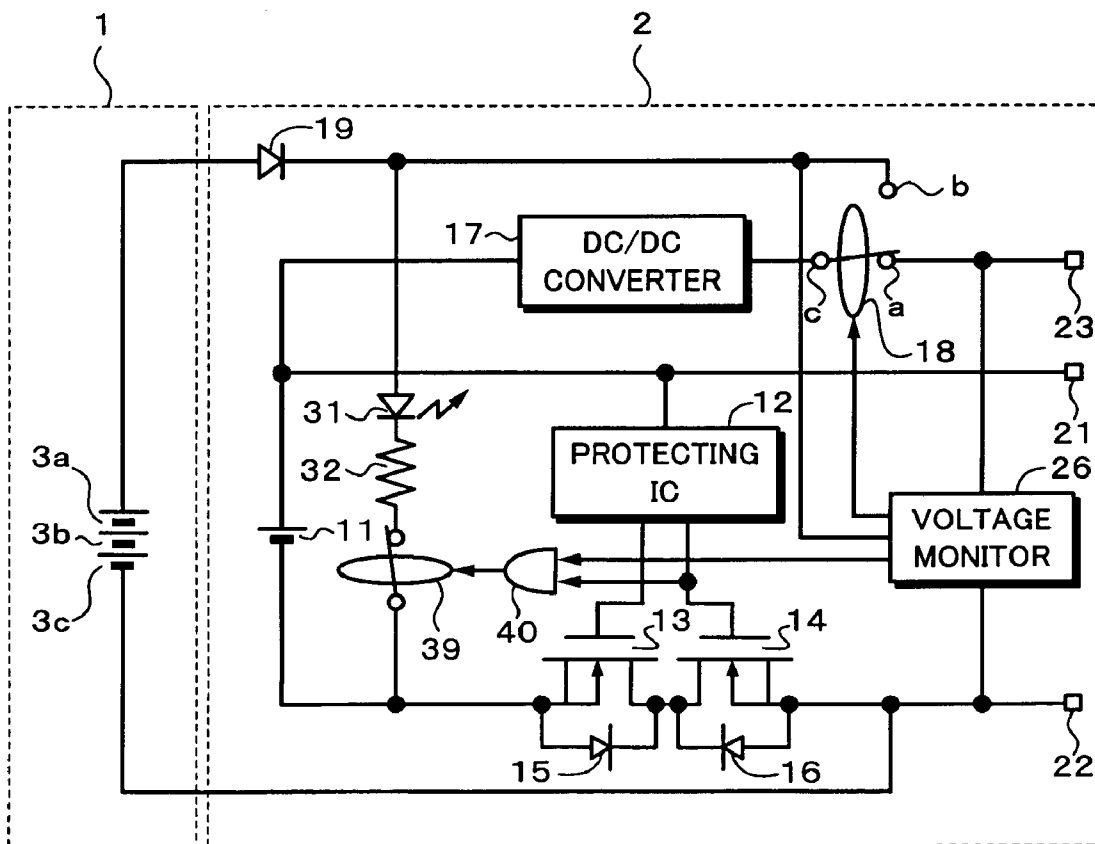 1
2
19
b
17
DC/DC
CONVERTER
c
a
18
23
31
12
21
3a
32
PROTECTING
IC
26
3b
11
VOLTAGE
MONITOR
3c
39
40
13
14
15
16
22